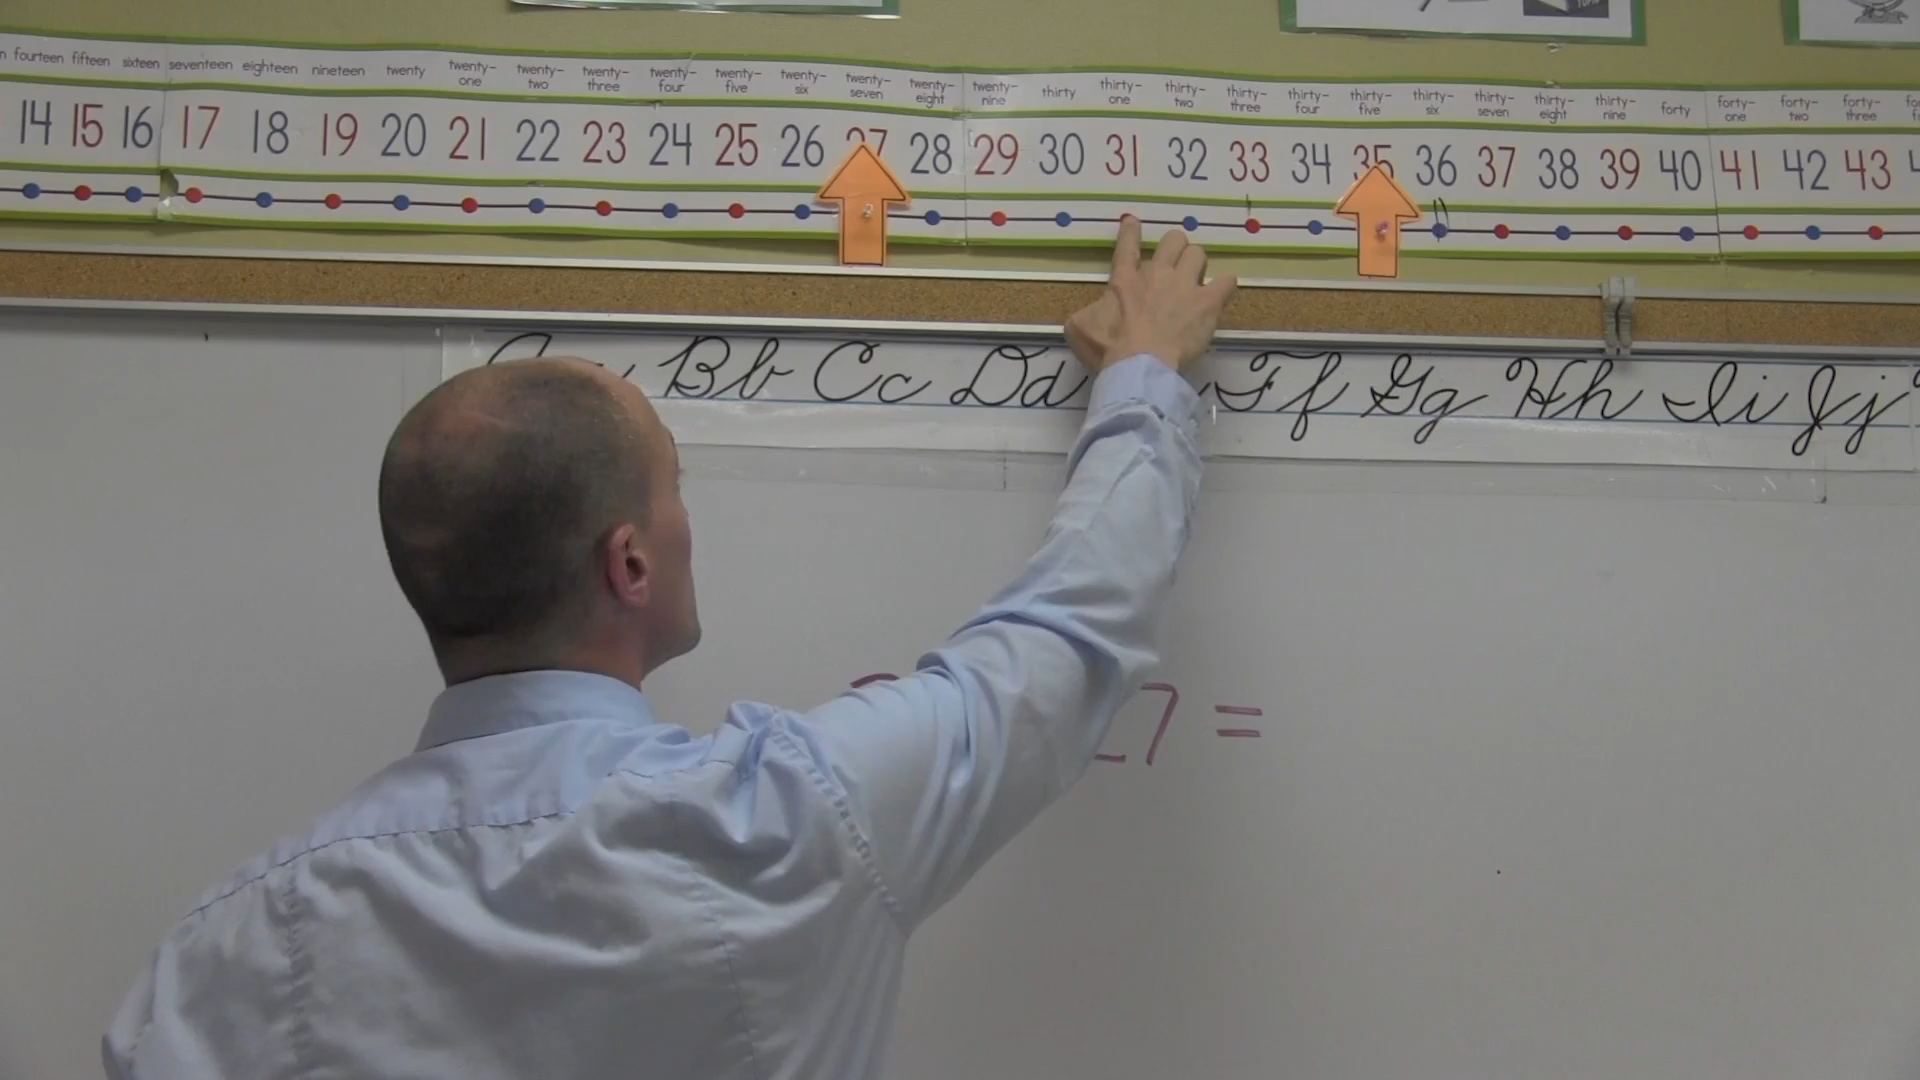 fourteen fifteen sixteen seventeen eighteen nineteen twenty twenty-one twenty-two twenty-three twenty-four twenty-five twenty-six twenty-seven twenty-eight twenty-nine thirty thirty-one thirty-two thirty-three thirty-four thirty-five thirty-six thirty-seven thirty-eight thirty-nine forty forty-one forty-two forty-three
14 15 16 17 18 19 20 21 22 23 24 25 26 27 28 29 30 31 32 33 34 35 36 37 38 39 40 41 42 43
Bb Cc Dd Ff Gg Hh Ii Jj
27 =